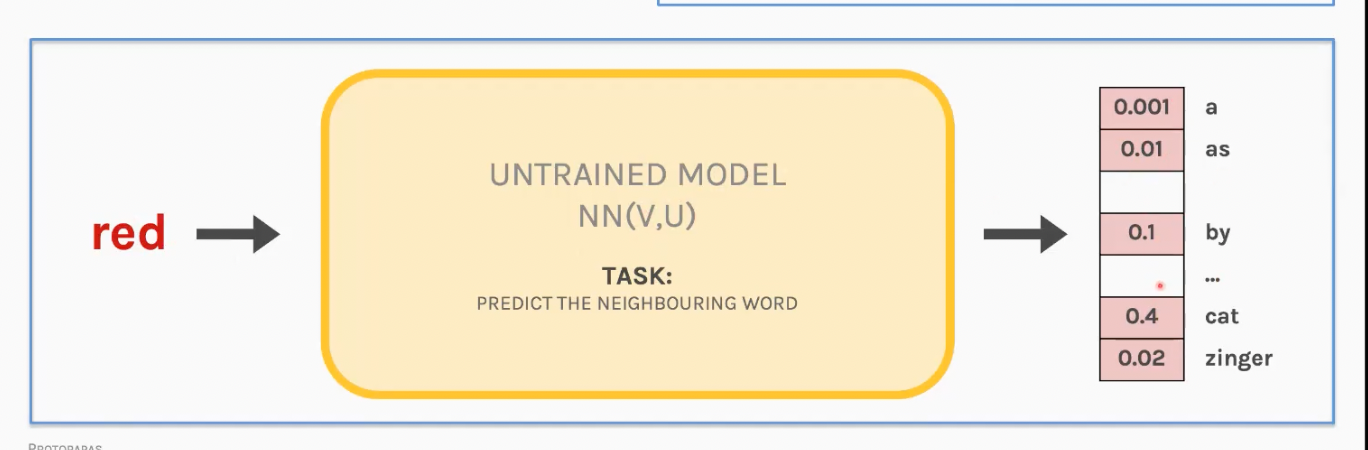 red
UNTRAINED MODEL
NN(V,U)
TASK:
PREDICT THE NEIGHBOURING WORD
0.001 a
0.01 as
0.1 by
...
0.4 cat
0.02 zinger
PROTOPAPAS